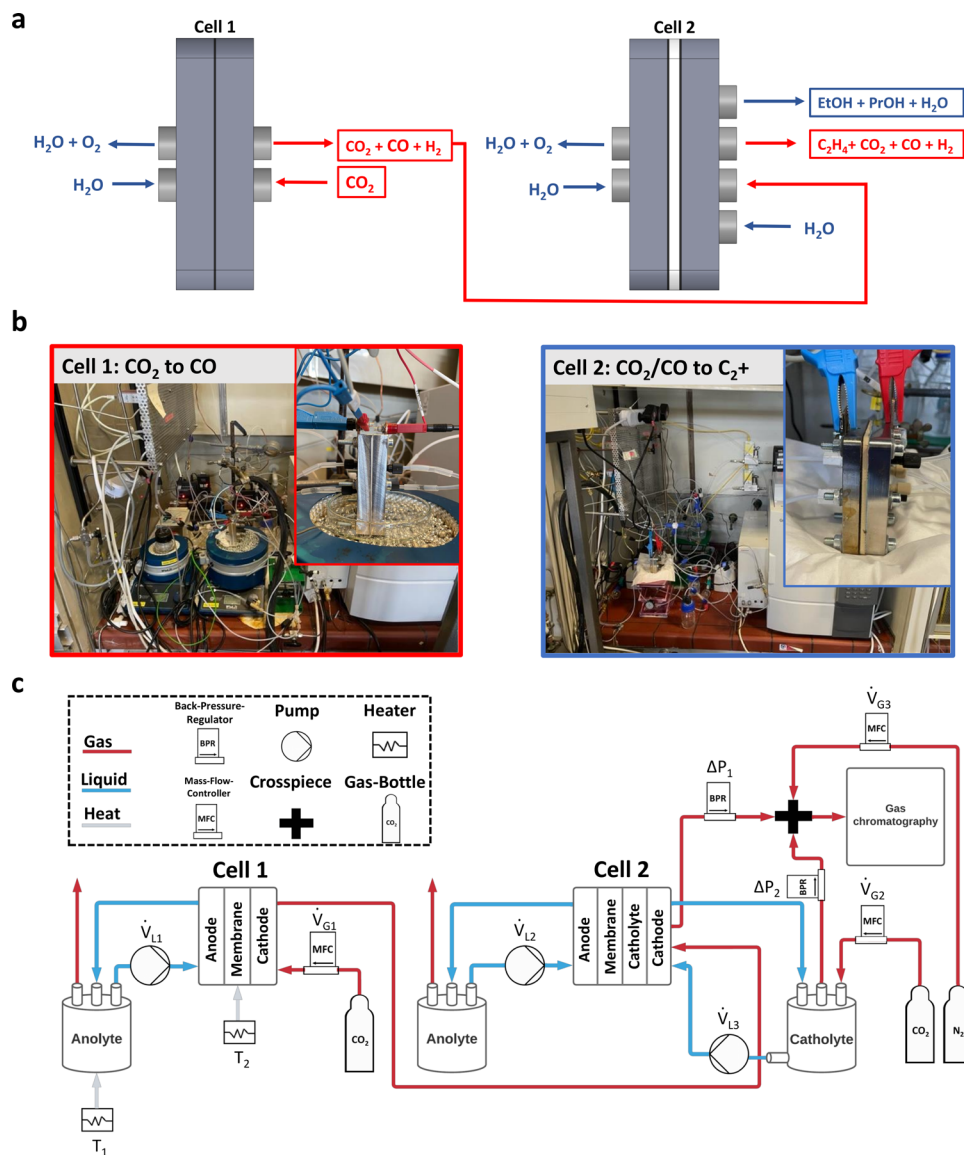 a
Cell 1
Cell 2
EtOH + PrOH + H₂O
H₂O + O₂
CO₂ + CO + H₂
H₂O + O₂
C₂H₄+ CO₂ + CO + H₂
H₂O
CO₂
H₂O
H₂O
b
Cell 1: CO₂ to CO
Cell 2: CO₂/CO to C₂+
c
Back-Pressure-
Regulator
Pump
Heater
Gas
BPR
Liquid
Mass-Flow-
Controller
Crosspiece
Gas-Bottle
Heat
MFC
CO₂
V̇G3
MFC
ΔP₁
BPR
Gas
chromatography
Cell 1
Cell 2
ΔP₂
BPR
V̇G2
MFC
V̇L1
Anode
Membrane
Cathode
V̇G1
MFC
V̇L2
Anode
Membrane
Catholyte
Cathode
Anolyte
CO₂
T₂
Anolyte
V̇L3
Catholyte
CO₂
N₂
T₁